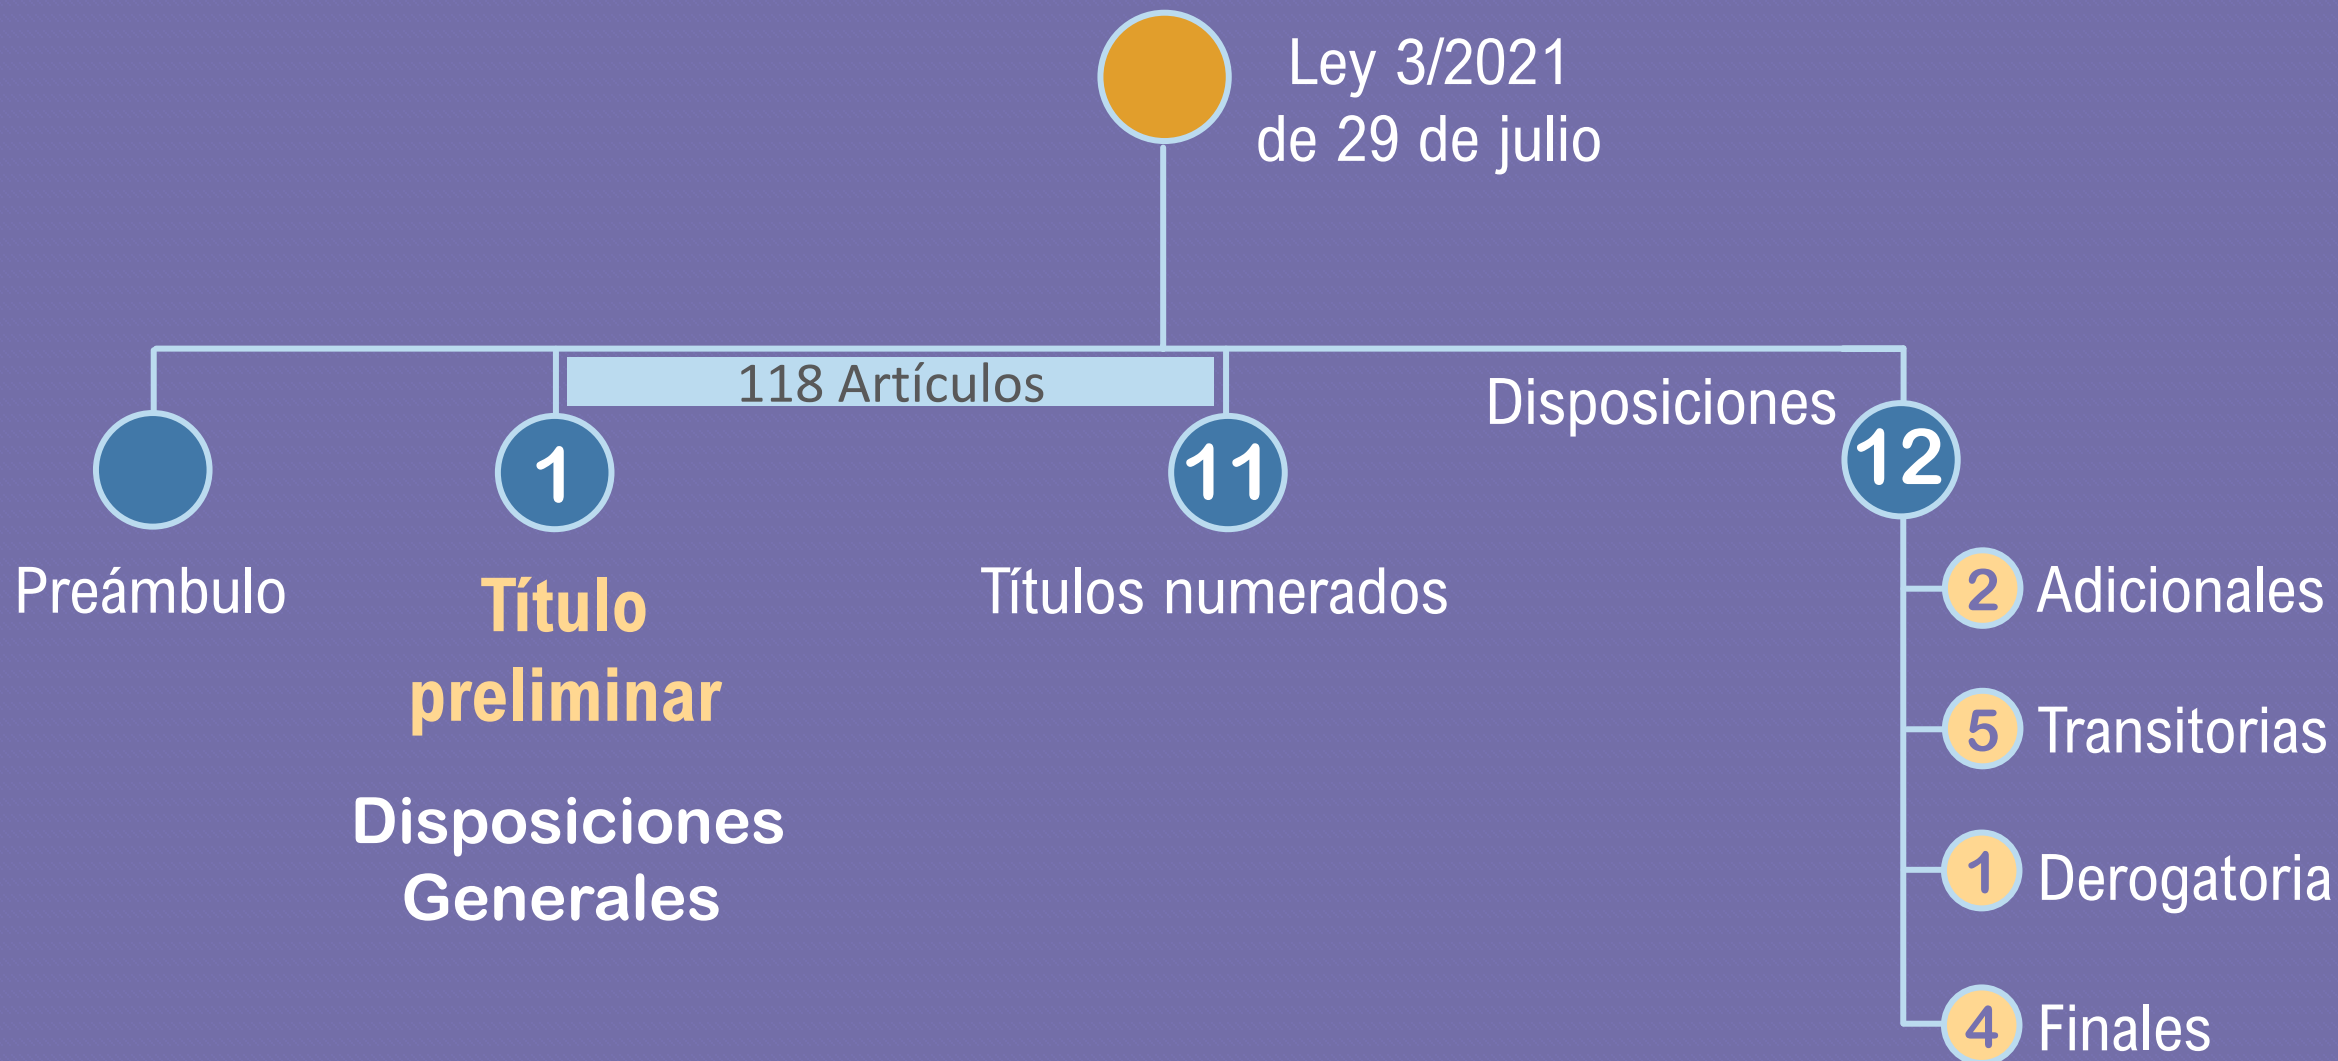 Ley 3/2021
de 29 de julio
118 Artículos
Disposiciones
12
1
11
Preámbulo
Título
preliminar
Disposiciones
Generales
Títulos numerados
2 Adicionales
5 Transitorias
1 Derogatoria
4 Finales